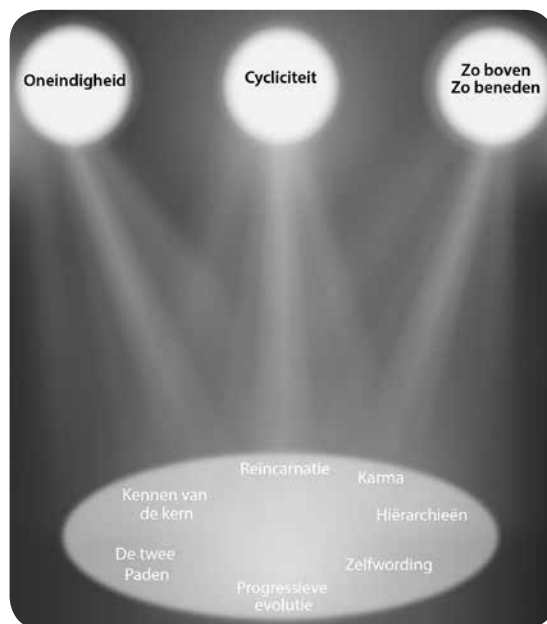 Oneindigheid
Cycliciteit
Zo boven
Zo beneden
Reïncarnatie
Karma
Kennen van
de kern
Hiërarchieën
De twee
Paden
Zelfwording
Progressieve
evolutie